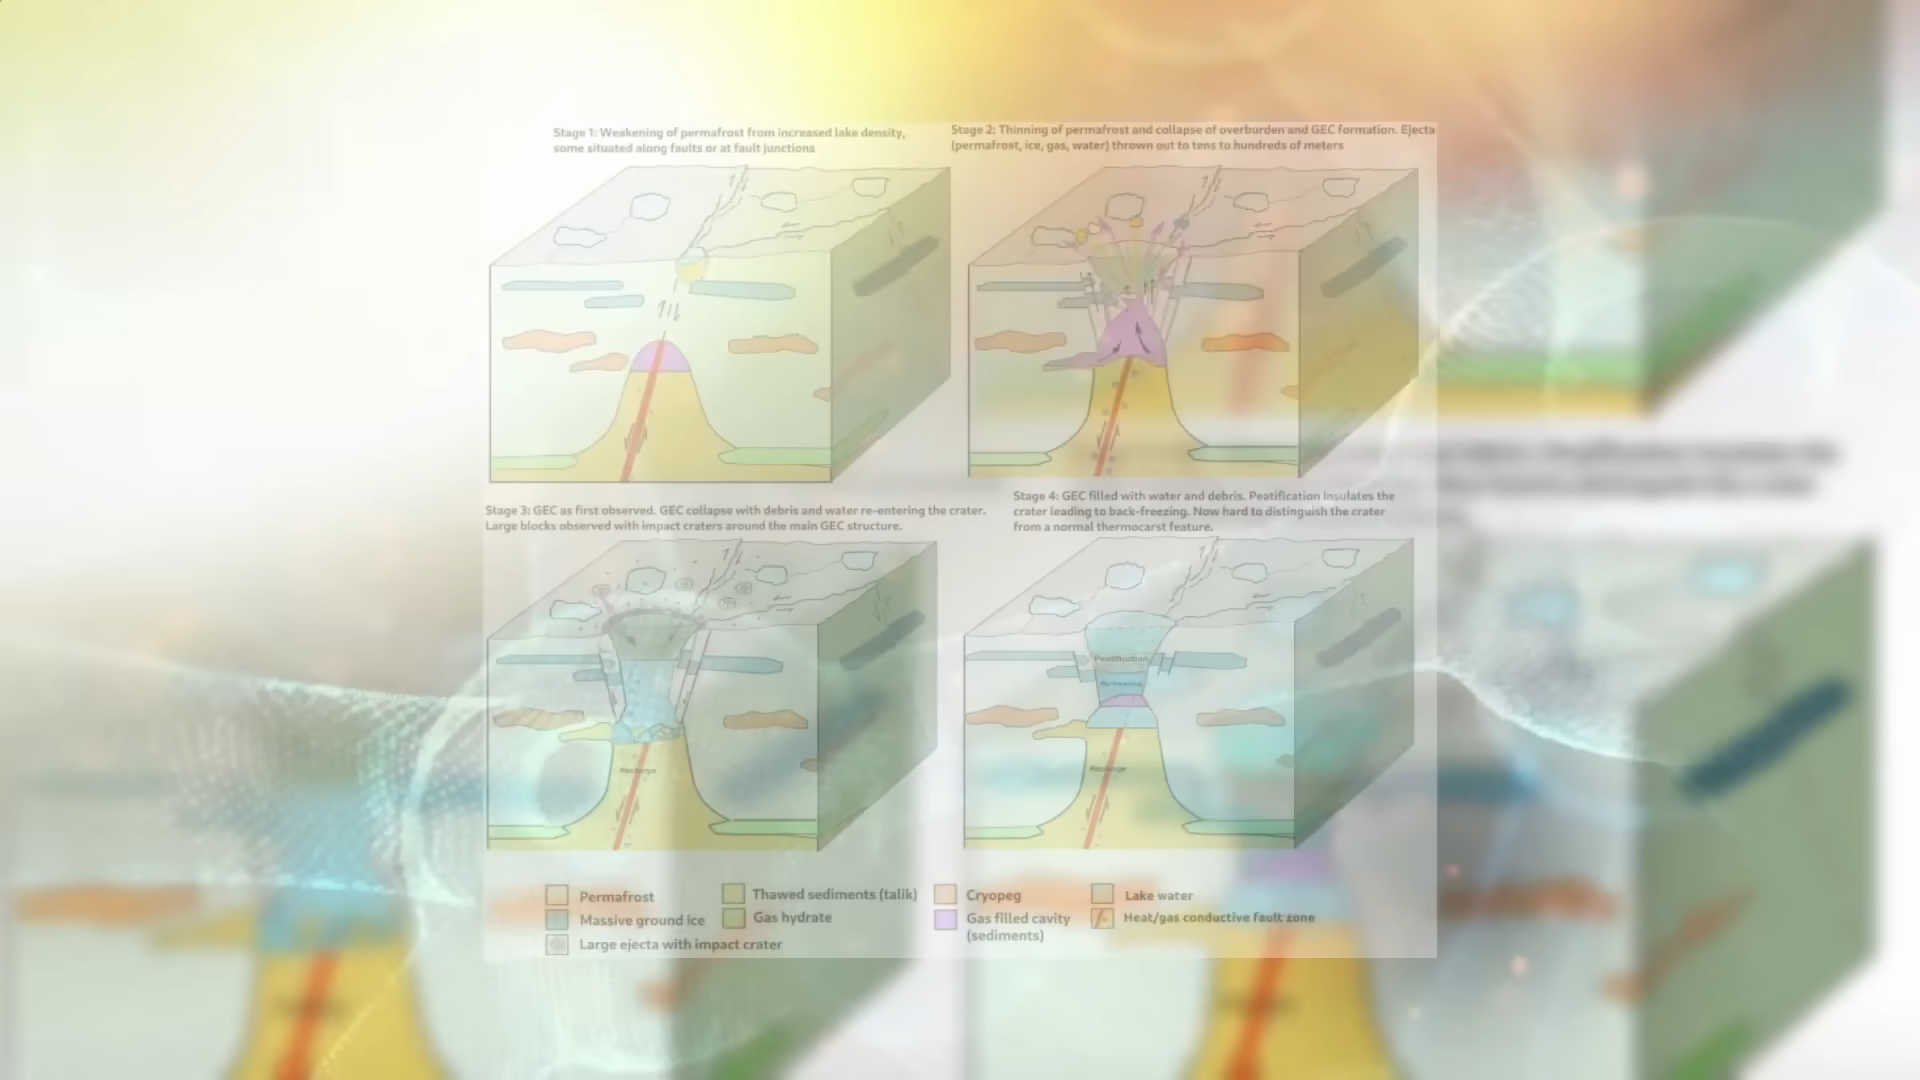 Stage 1: Weakening of permafrost from increased lake density,
some situated along faults or at fault junctions
Stage 2: Thinning of permafrost and collapse of overburden and GEC formation. Ejecta
(permafrost, ice, gas, water) thrown out to tens to hundreds of meters
Stage 3: GEC as first observed. GEC collapse with debris and water re-entering the crater.
Large blocks observed with impact craters around the main GEC structure.
Stage 4: GEC filled with water and debris. Peatification insulates the
crater leading to back-freezing. Now hard to distinguish the crater
from a normal thermocarst feature.
Recharge
Peatification
Recharge
Permafrost
Massive ground ice
Large ejecta with impact crater
Thawed sediments (talik)
Gas hydrate
Cryopeg
Gas filled cavity
(sediments)
Lake water
Heat/gas conductive fault zone